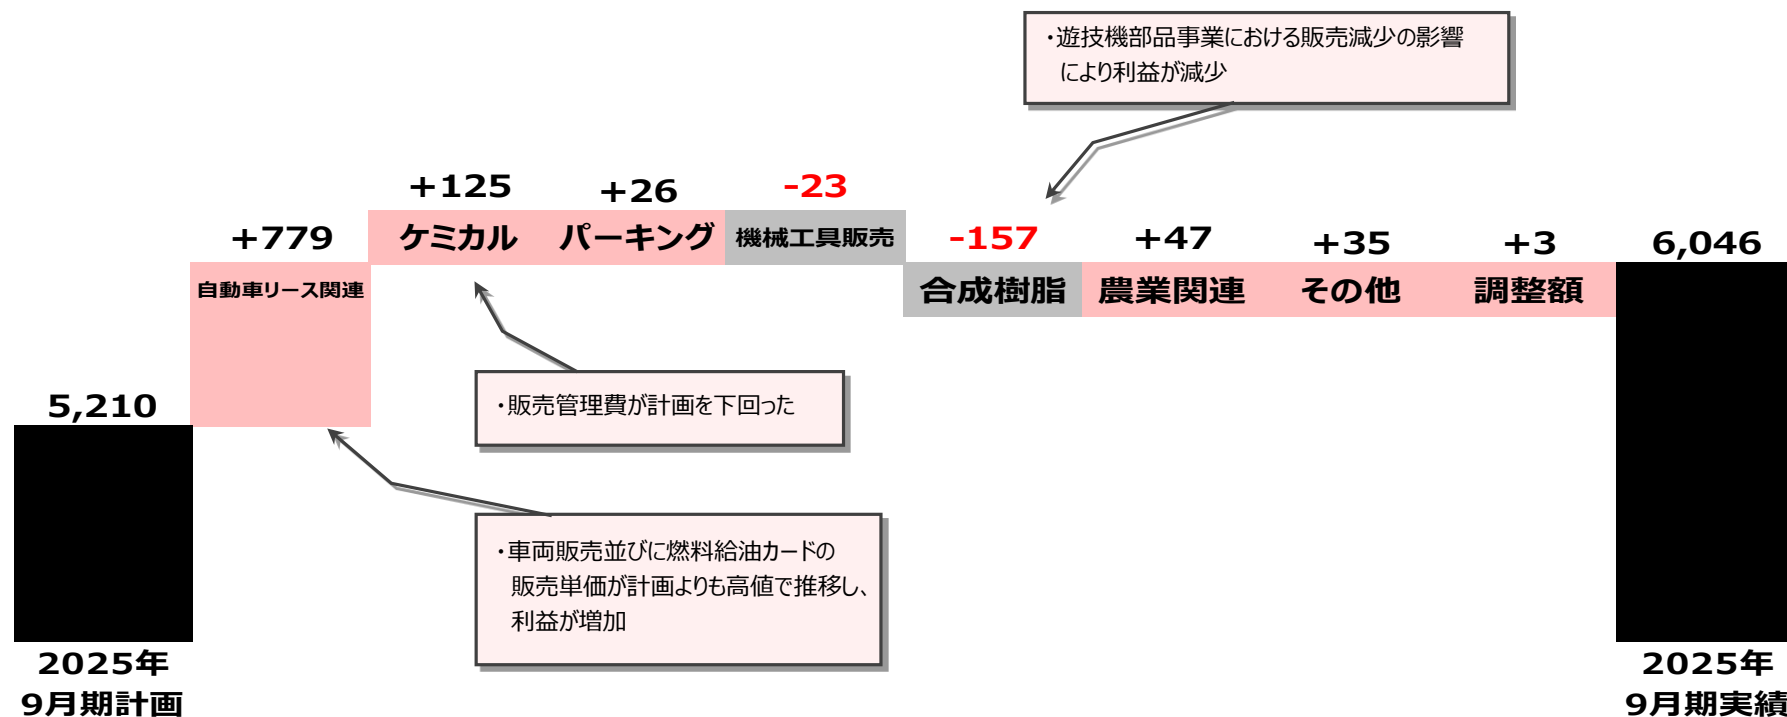 ・遊技機部品事業における販売減少の影響
により利益が減少
+125
+26
-23
+779
ケミカル
パーキング
機械工具販売
-157
+47
+35
+3
6,046
自動車リース関連
合成樹脂
農業関連
その他
調整額
5,210
・販売管理費が計画を下回った
・車両販売並びに燃料給油カードの
販売単価が計画よりも高値で推移し、
利益が増加
2025年
9月期計画
2025年
9月期実績